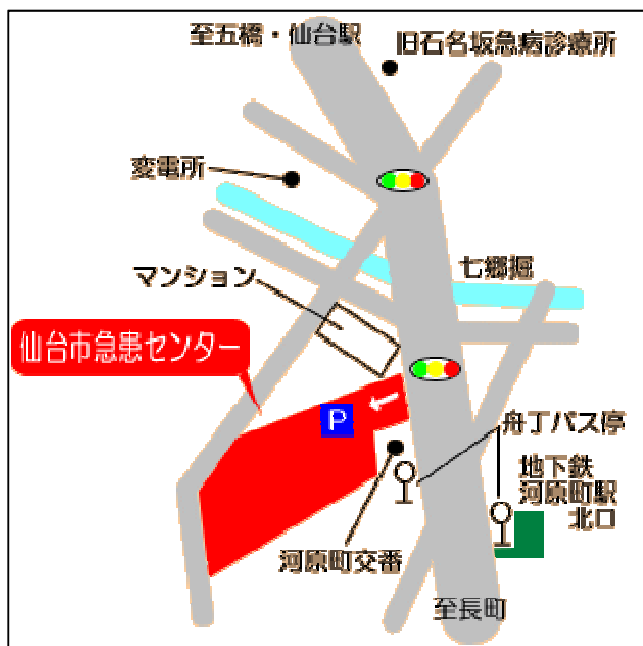 至五橋・仙台駅
旧石名坂急病診療所
変電所
七郷掘
マンション
仙台市急患センター
P
舟丁バス停
地下鉄
河原町駅
北口
河原町交番
至長町